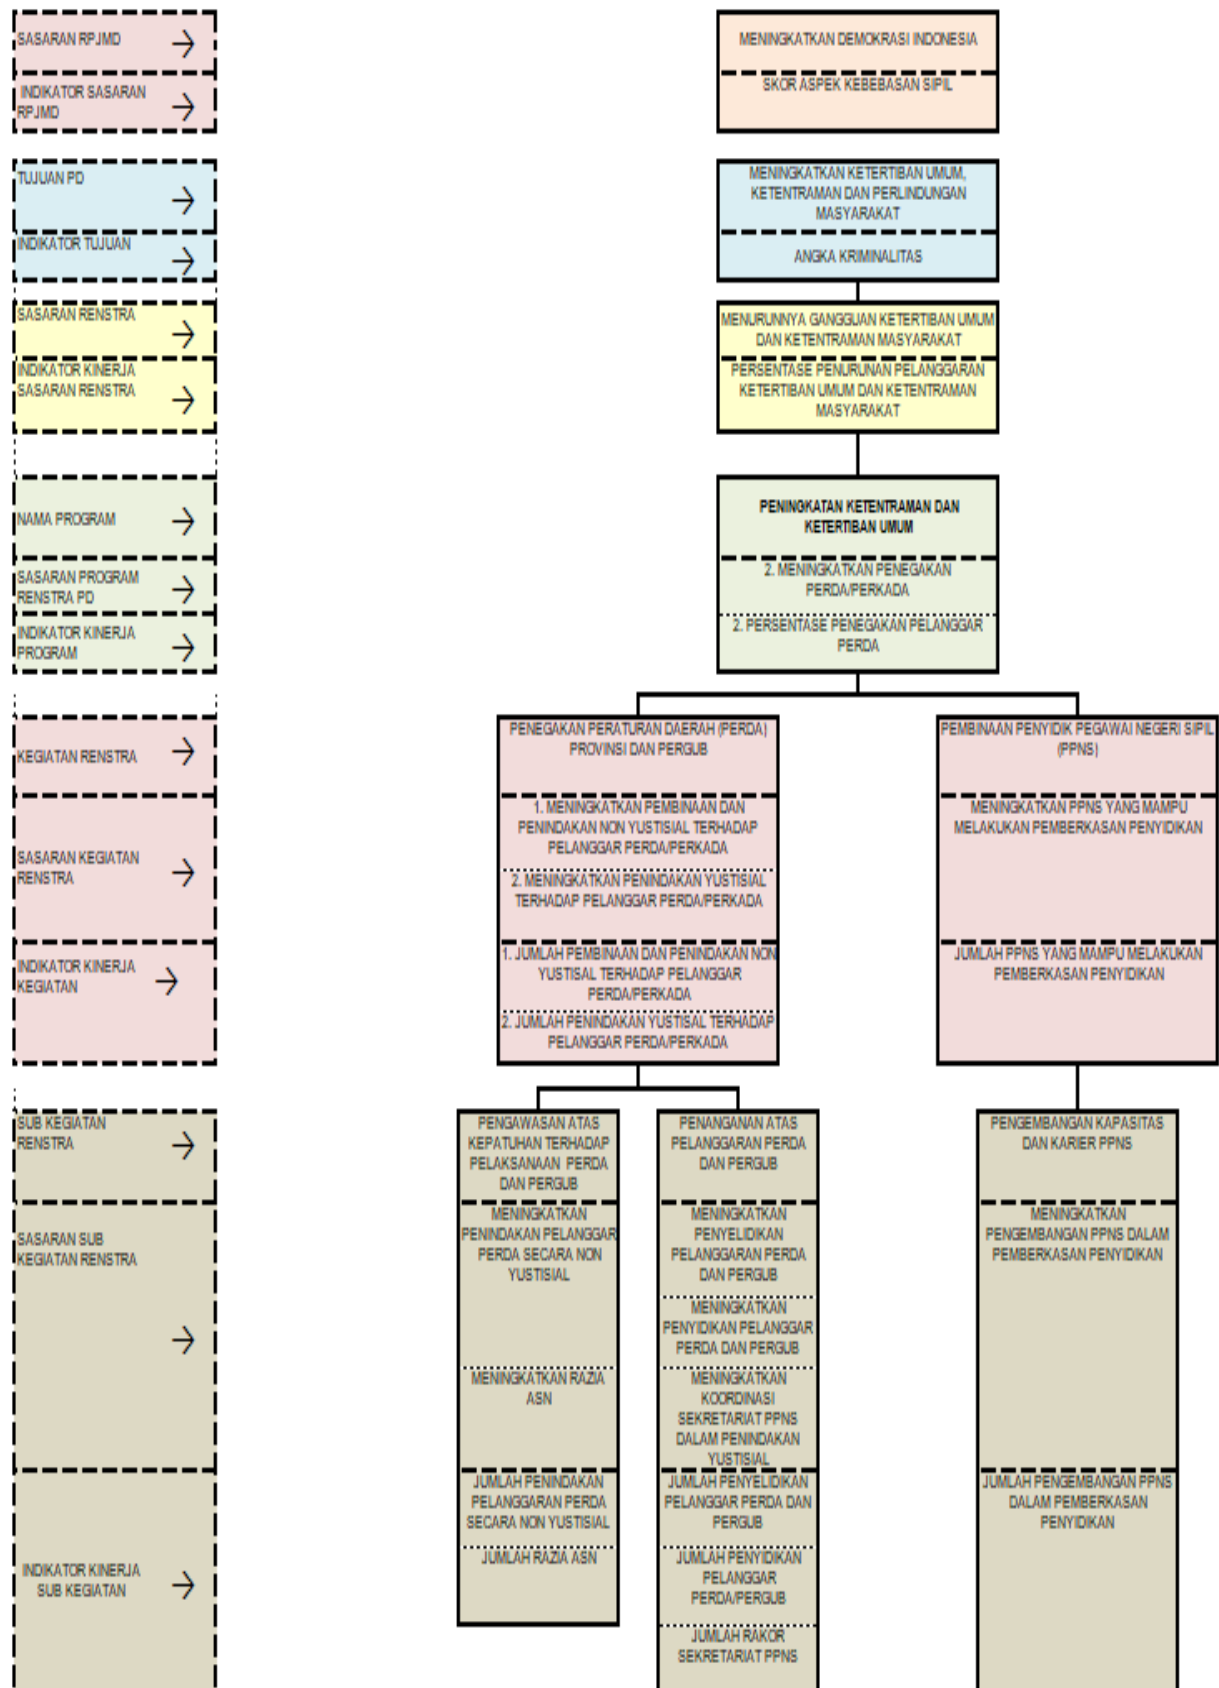 SASARAN RPJMD →
MENINGKATKAN DEMOKRASI INDONESIA
INDIKATOR SASARAN
RPJMD →
SKOR ASPEK KEBEBASAN SIPIL
TUJUAN PD →
MENINGKATKAN KETERTIBAN UMUM,
KETENTRAMAN DAN PERLINDUNGAN
MASYARAKAT
INDIKATOR TUJUAN →
ANGKA KRIMINALITAS
SASARAN RENSTRA →
MENURUNNYA GANGGUAN KETERTIBAN UMUM
DAN KETENTRAMAN MASYARAKAT
INDIKATOR KINERJA
SASARAN RENSTRA →
PERSENTASE PENURUNAN PELANGGARAN
KETERTIBAN UMUM DAN KETENTRAMAN
MASYARAKAT
NAMA PROGRAM →
PENINGKATAN KETENTRAMAN DAN
KETERTIBAN UMUM
SASARAN PROGRAM
RENSTRA PD →
2. MENINGKATKAN PENEGAKAN
PERDA/PERKADA
INDIKATOR KINERJA
PROGRAM →
2. PERSENTASE PENEGAKAN PELANGGAR
PERDA
KEGIATAN RENSTRA →
PENEGAKAN PERATURAN DAERAH (PERDA)
PROVINSI DAN PERGUB
PEMBINAAN PENYIDIK PEGAWAI NEGERI SIPIL
(PPNS)
SASARAN KEGIATAN
RENSTRA →
1. MENINGKATKAN PEMBINAAN DAN
PENINDAKAN NON YUSTISIAL TERHADAP
PELANGGAR PERDA/PERKADA
2. MENINGKATKAN PENINDAKAN YUSTISIAL
TERHADAP PELANGGAR PERDA/PERKADA
MENINGKATKAN PPNS YANG MAMPU
MELAKUKAN PEMBERKASAN PENYIDIKAN
INDIKATOR KINERJA
KEGIATAN →
1. JUMLAH PEMBINAAN DAN PENINDAKAN NON
YUSTISAL TERHADAP PELANGGAR
PERDA/PERKADA
2. JUMLAH PENINDAKAN YUSTISAL TERHADAP
PELANGGAR PERDA/PERKADA
JUMLAH PPNS YANG MAMPU MELAKUKAN
PEMBERKASAN PENYIDIKAN
SUB KEGIATAN
RENSTRA →
PENGAWASAN ATAS
KEPATUHAN TERHADAP
PELAKSANAAN PERDA
DAN PERGUB
PENANGANAN ATAS
PELANGGARAN PERDA
DAN PERGUB
PENGEMBANGAN KAPASITAS
DAN KARIER PPNS
SASARAN SUB
KEGIATAN RENSTRA
→
MENINGKATKAN
PENINDAKAN PELANGGAR
PERDA SECARA NON
YUSTISIAL
MENINGKATKAN RAZIA
ASN
MENINGKATKAN
PENYELIDIKAN
PELANGGARAN PERDA
DAN PERGUB
MENINGKATKAN
PENYIDIKAN PELANGGAR
PERDA DAN PERGUB
MENINGKATKAN
KOORDINASI
SEKRETARIAT PPNS
DALAM PENINDAKAN
YUSTISIAL
MENINGKATKAN
PENGEMBANGAN PPNS DALAM
PEMBERKASAN PENYIDIKAN
INDIKATOR KINERJA
SUB KEGIATAN →
JUMLAH PENINDAKAN
PELANGGARAN PERDA
SECARA NON YUSTISIAL
JUMLAH RAZIA ASN
JUMLAH PENYELIDIKAN
PELANGGAR PERDA DAN
PERGUB
JUMLAH PENYIDIKAN
PELANGGAR
PERDA/PERGUB
JUMLAH RAKOR
SEKRETARIAT PPNS
JUMLAH PENGEMBANGAN PPNS
DALAM PEMBERKASAN
PENYIDIKAN